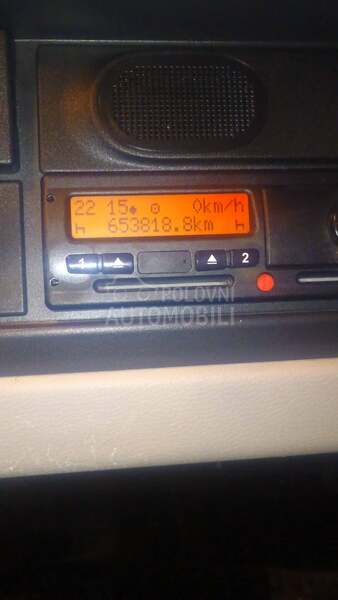 22 15 0km/h
653818.8km
1 2
POLOVNI
AUTOMOBILI